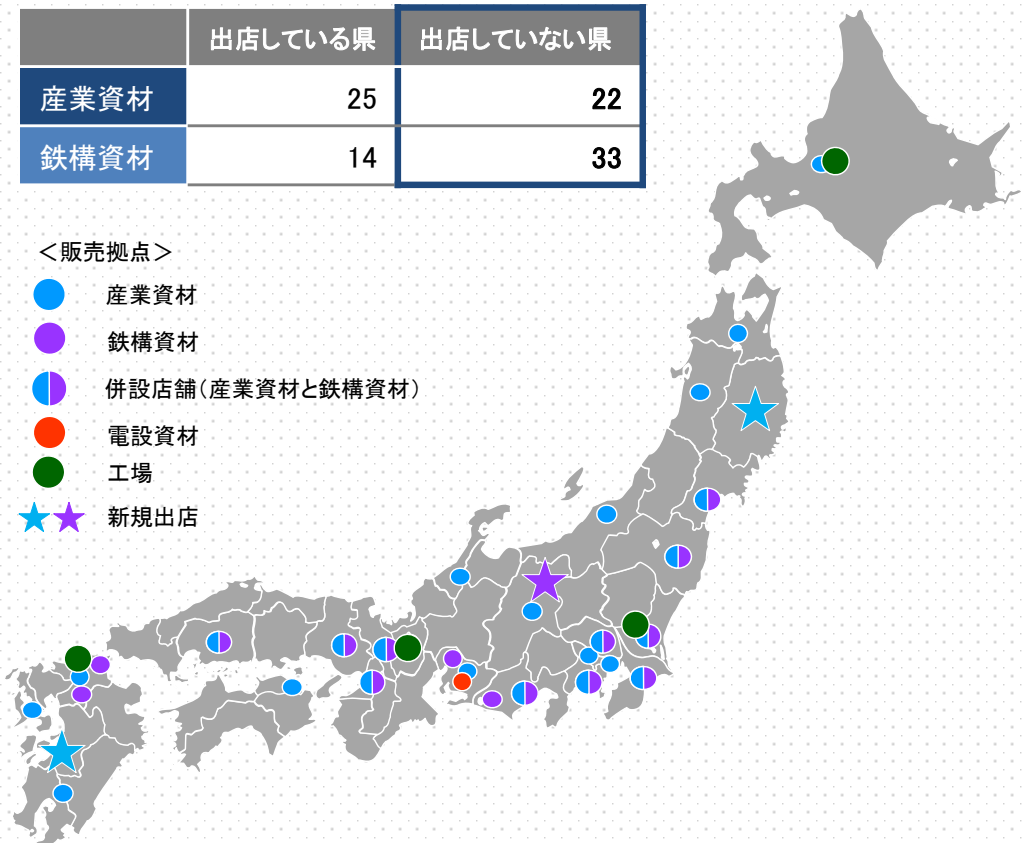 出店している県 出店していない県
産業資材 25 22
鉄構資材 14 33
＜販売拠点＞
産業資材
鉄構資材
併設店舗（産業資材と鉄構資材）
電設資材
工場
新規出店